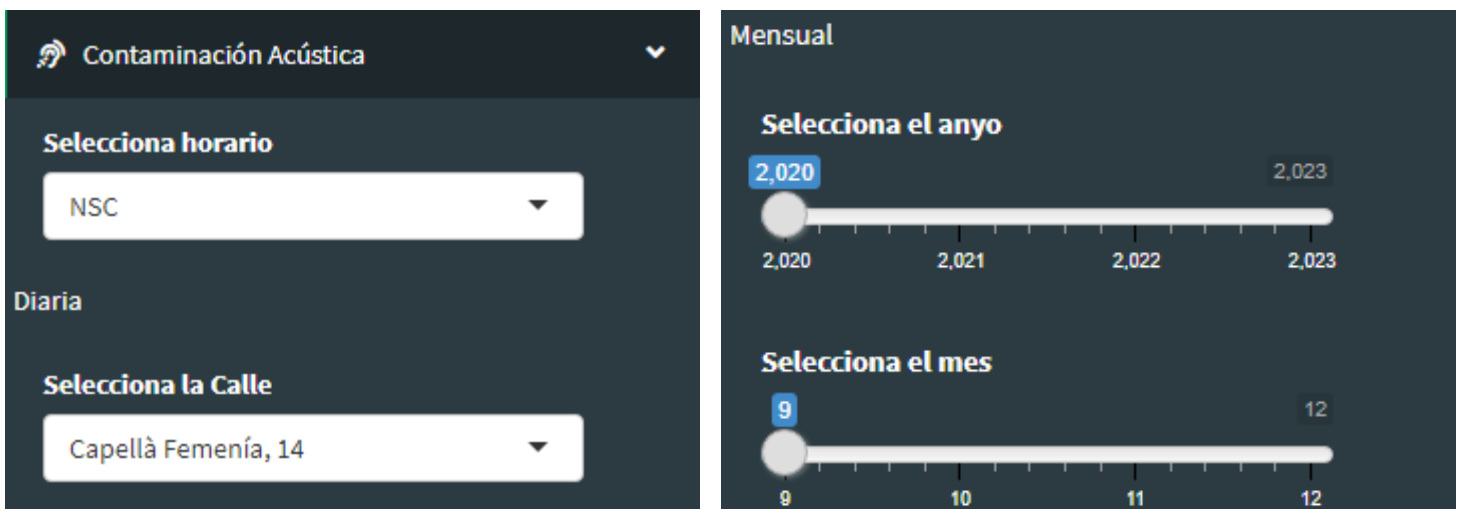 Contaminación Acústica
Selecciona horario
NSC
Diaria
Selecciona la Calle
Capellà Femenía, 14
Mensual
Selecciona el anyo
2,020 2,023
2,020 2,021 2,022 2,023
Selecciona el mes
9 12
9 10 11 12